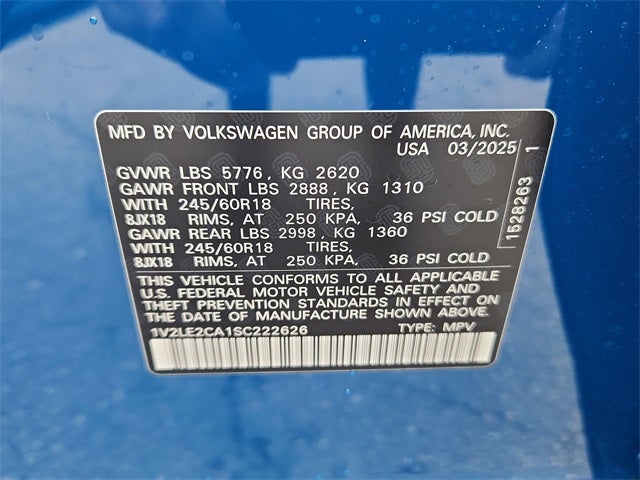 MFD BY VOLKSWAGEN GROUP OF AMERICA, INC.
USA 03/2025
GVWR LBS 5776, KG 2620
GAWR FRONT LBS 2888, KG 1310
WITH 245/60R18 TIRES,
8JX18 RIMS, AT 250 KPA, 36 PSI COLD
GAWR REAR LBS 2998, KG 1360
WITH 245/60R18 TIRES,
8JX18 RIMS, AT 250 KPA, 36 PSI COLD
THIS VEHICLE CONFORMS TO ALL APPLICABLE
U.S. FEDERAL MOTOR VEHICLE SAFETY AND
THEFT PREVENTION STANDARDS IN EFFECT ON
THE DATE OF MANUFACTURE SHOWN ABOVE.
1V2LE2CA1SC222626 TYPE: MPV
1528263 1